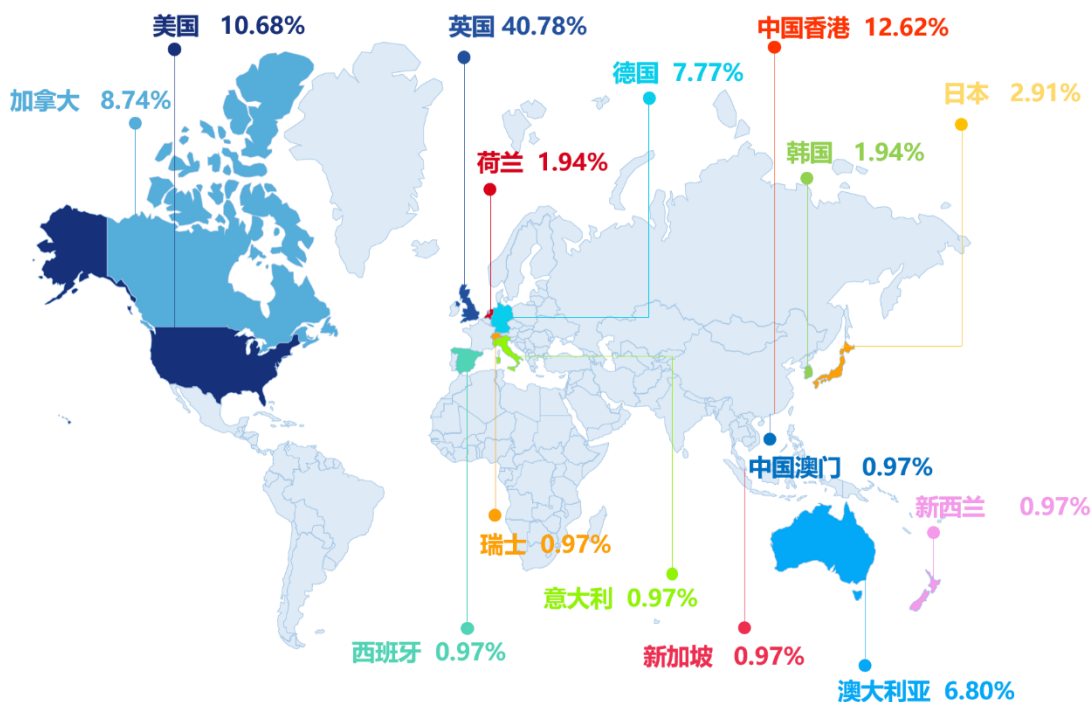 美国 10.68%
英国 40.78%
中国香港 12.62%
德国 7.77%
加拿大 8.74%
日本 2.91%
荷兰 1.94%
韩国 1.94%
中国澳门 0.97%
新西兰 0.97%
瑞士 0.97%
意大利 0.97%
西班牙 0.97%
新加坡 0.97%
澳大利亚 6.80%